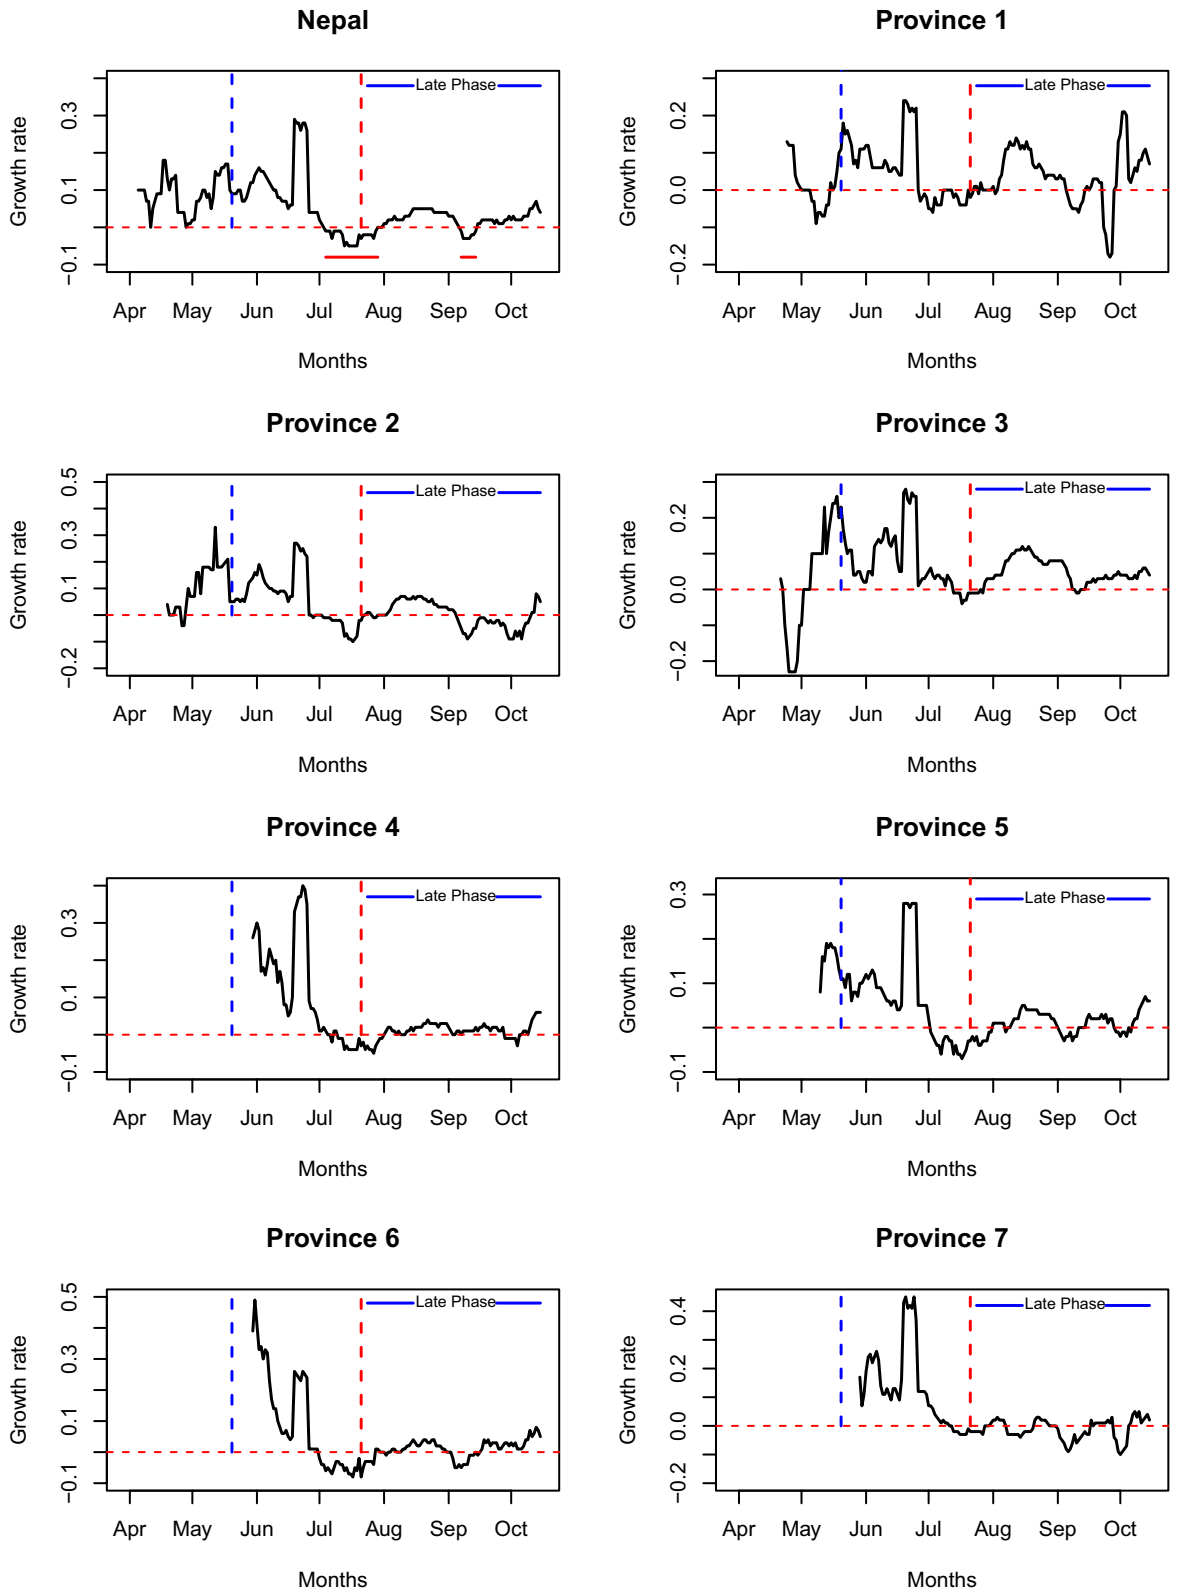 Nepal
Growth rate
0.3
0.1
−0.1
Late Phase
Apr May Jun Jul Aug Sep Oct
Months
Province 1
Growth rate
0.2
0.0
−0.2
Late Phase
Apr May Jun Jul Aug Sep Oct
Months
Province 2
Growth rate
0.5
0.3
0.1
−0.2
Late Phase
Apr May Jun Jul Aug Sep Oct
Months
Province 3
Growth rate
0.2
0.0
−0.2
Late Phase
Apr May Jun Jul Aug Sep Oct
Months
Province 4
Growth rate
0.3
0.1
−0.1
Late Phase
Apr May Jun Jul Aug Sep Oct
Months
Province 5
Growth rate
0.3
0.1
−0.1
Late Phase
Apr May Jun Jul Aug Sep Oct
Months
Province 6
Growth rate
0.5
0.3
0.1
−0.1
Late Phase
Apr May Jun Jul Aug Sep Oct
Months
Province 7
Growth rate
0.4
0.2
0.0
−0.2
Late Phase
Apr May Jun Jul Aug Sep Oct
Months